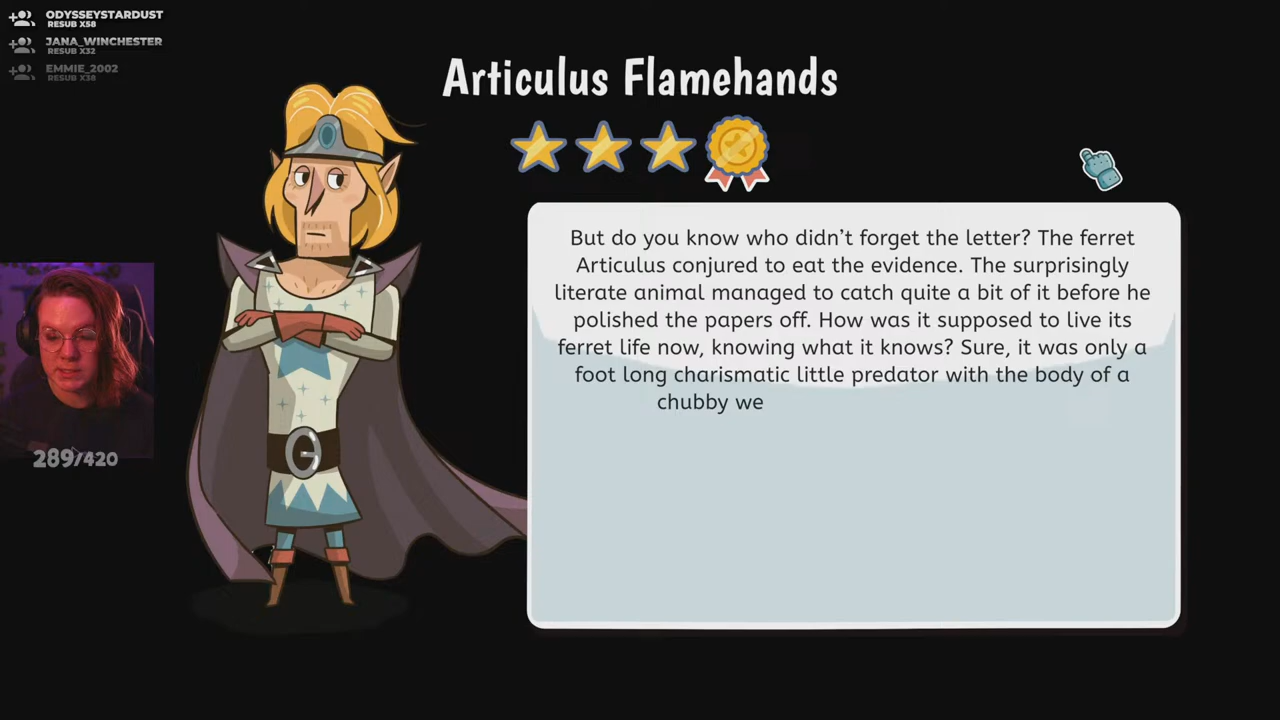 ODYSSEYSTARDUST
RESUB X58
JANA_WINCHESTER
RESUB X32
EMMIE_2002
RESUB X38
Articulus Flamehands
But do you know who didn't forget the letter? The ferret
Articulus conjured to eat the evidence. The surprisingly
literate animal managed to catch quite a bit of it before he
polished the papers off. How was it supposed to live its
ferret life now, knowing what it knows? Sure, it was only a
foot long charismatic little predator with the body of a
chubby we
289/420